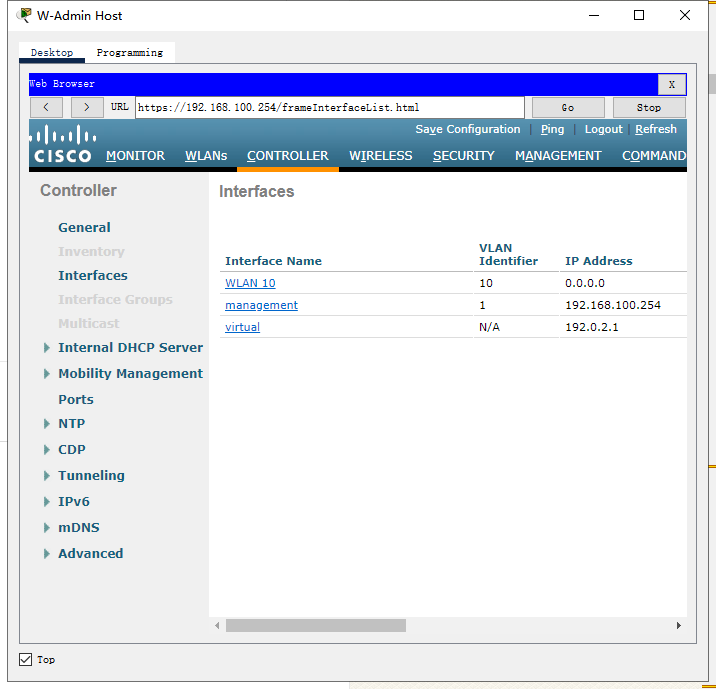 W-Admin Host
Desktop Programming
Web Browser X
< > URL https://192.168.100.254/frameInterfaceList.html Go Stop
Save Configuration | Ping | Logout | Refresh
CISCO MONITOR WLANs CONTROLLER WIRELESS SECURITY MANAGEMENT COMMAND
Controller
General
Inventory
Interfaces
Interface Groups
Multicast
Internal DHCP Server
Mobility Management
Ports
NTP
CDP
Tunneling
IPv6
mDNS
Advanced
Interfaces
Interface Name VLAN Identifier IP Address
WLAN 10 10 0.0.0.0
management 1 192.168.100.254
virtual N/A 192.0.2.1
Top